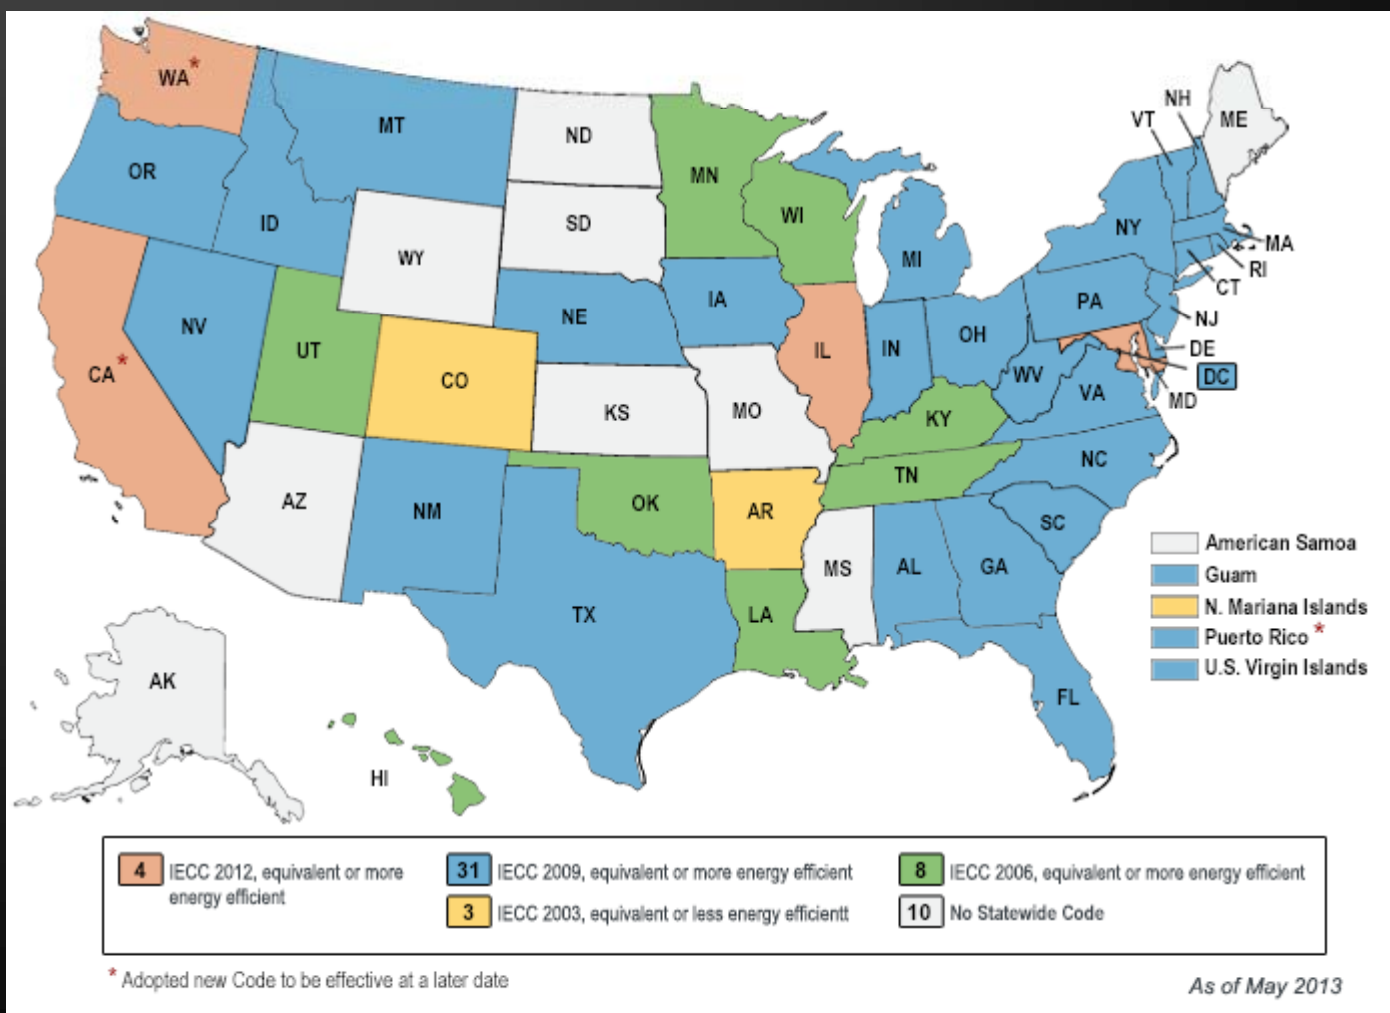 WA*
MT
ND
MN
OR
ID
SD
WI
WY
MI
NY
VT
NH
ME
MA
RI
CT
NV
UT
CO
NE
IA
IL
IN
OH
PA
NJ
DE
DC
MD
CA*
KS
MO
WV
VA
KY
AZ
NM
OK
AR
TN
NC
SC
TX
LA
MS
AL
GA
FL
AK
HI
American Samoa
Guam
N. Mariana Islands
Puerto Rico *
U.S. Virgin Islands
4 IECC 2012, equivalent or more
energy efficient
31 IECC 2009, equivalent or more energy efficient
3 IECC 2003, equivalent or less energy efficientt
8 IECC 2006, equivalent or more energy efficient
10 No Statewide Code
* Adopted new Code to be effective at a later date
As of May 2013